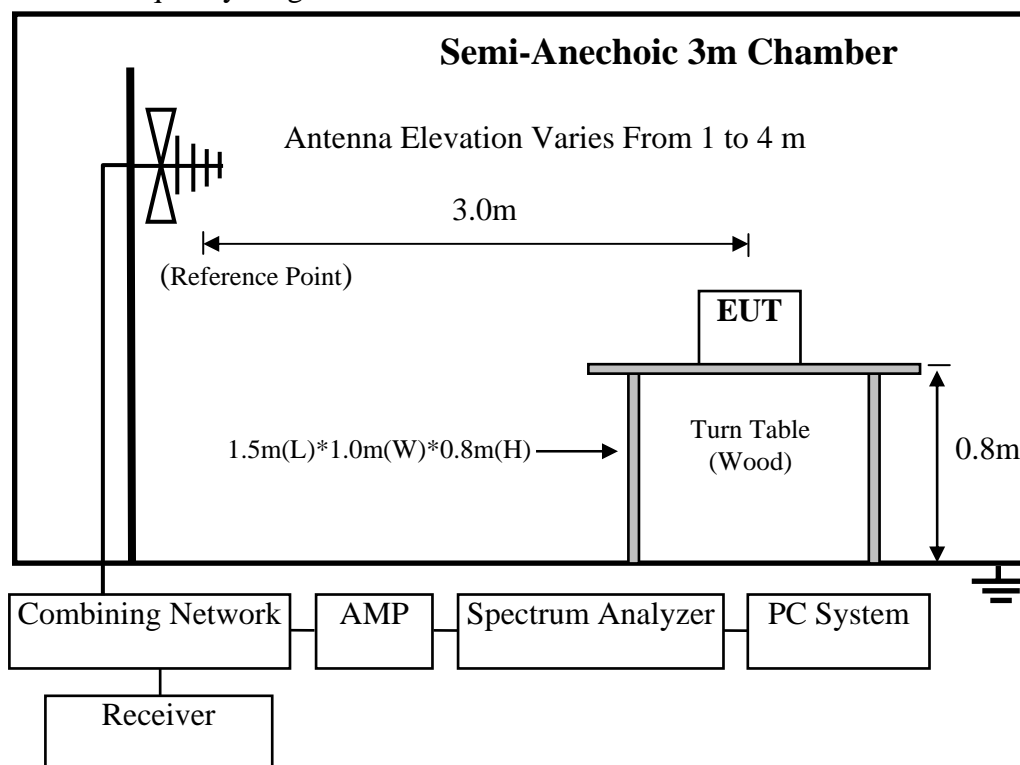 Semi-Anechoic 3m Chamber
Antenna Elevation Varies From 1 to 4 m
3.0m
(Reference Point)
EUT
1.5m(L)*1.0m(W)*0.8m(H)
Turn Table
(Wood)
0.8m
Combining Network
AMP
Spectrum Analyzer
PC System
Receiver